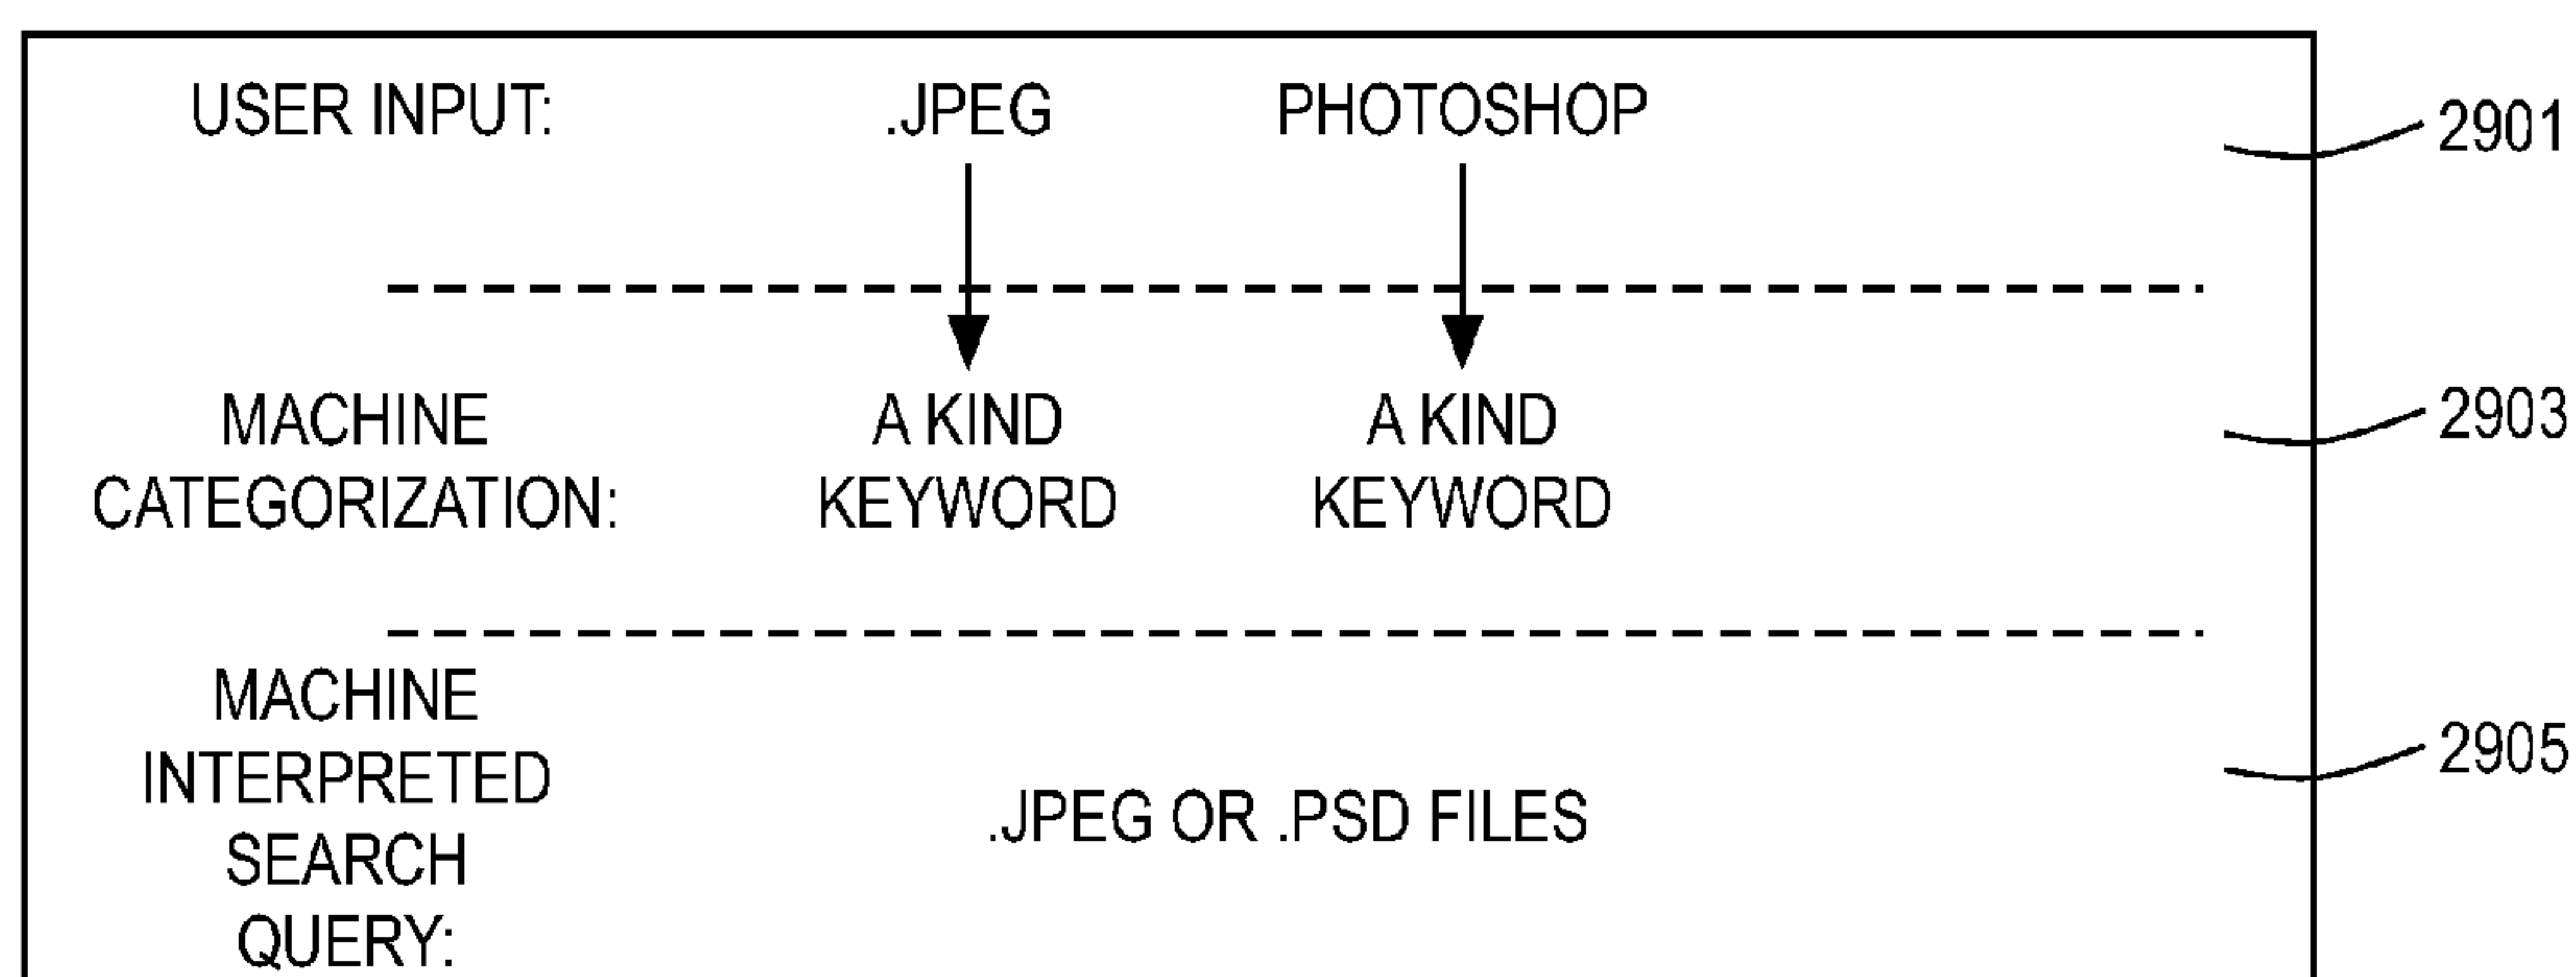 USER INPUT: .JPEG PHOTOSHOP 2901
MACHINE CATEGORIZATION: A KIND KEYWORD A KIND KEYWORD 2903
MACHINE INTERPRETED SEARCH QUERY: .JPEG OR .PSD FILES 2905